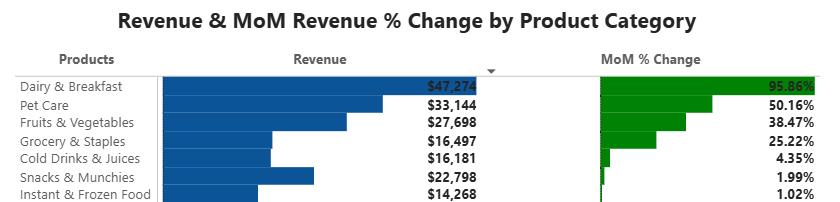 Revenue & MoM Revenue % Change by Product Category
Products Revenue MoM % Change
Dairy & Breakfast $47,274 95.86%
Pet Care $33,144 50.16%
Fruits & Vegetables $27,698 38.47%
Grocery & Staples $16,497 25.22%
Cold Drinks & Juices $16,181 4.35%
Snacks & Munchies $22,798 1.99%
Instant & Frozen Food $14,268 1.02%